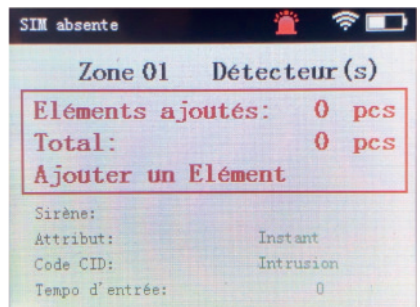 SIM absente
Zone 01 Détecteur(s)
Eléments ajoutés: 0 pcs
Total: 0 pcs
Ajouter un Elément
Sirène:
Attribut: Instant
Code CID: Intrusion
Tempo d'entrée: 0